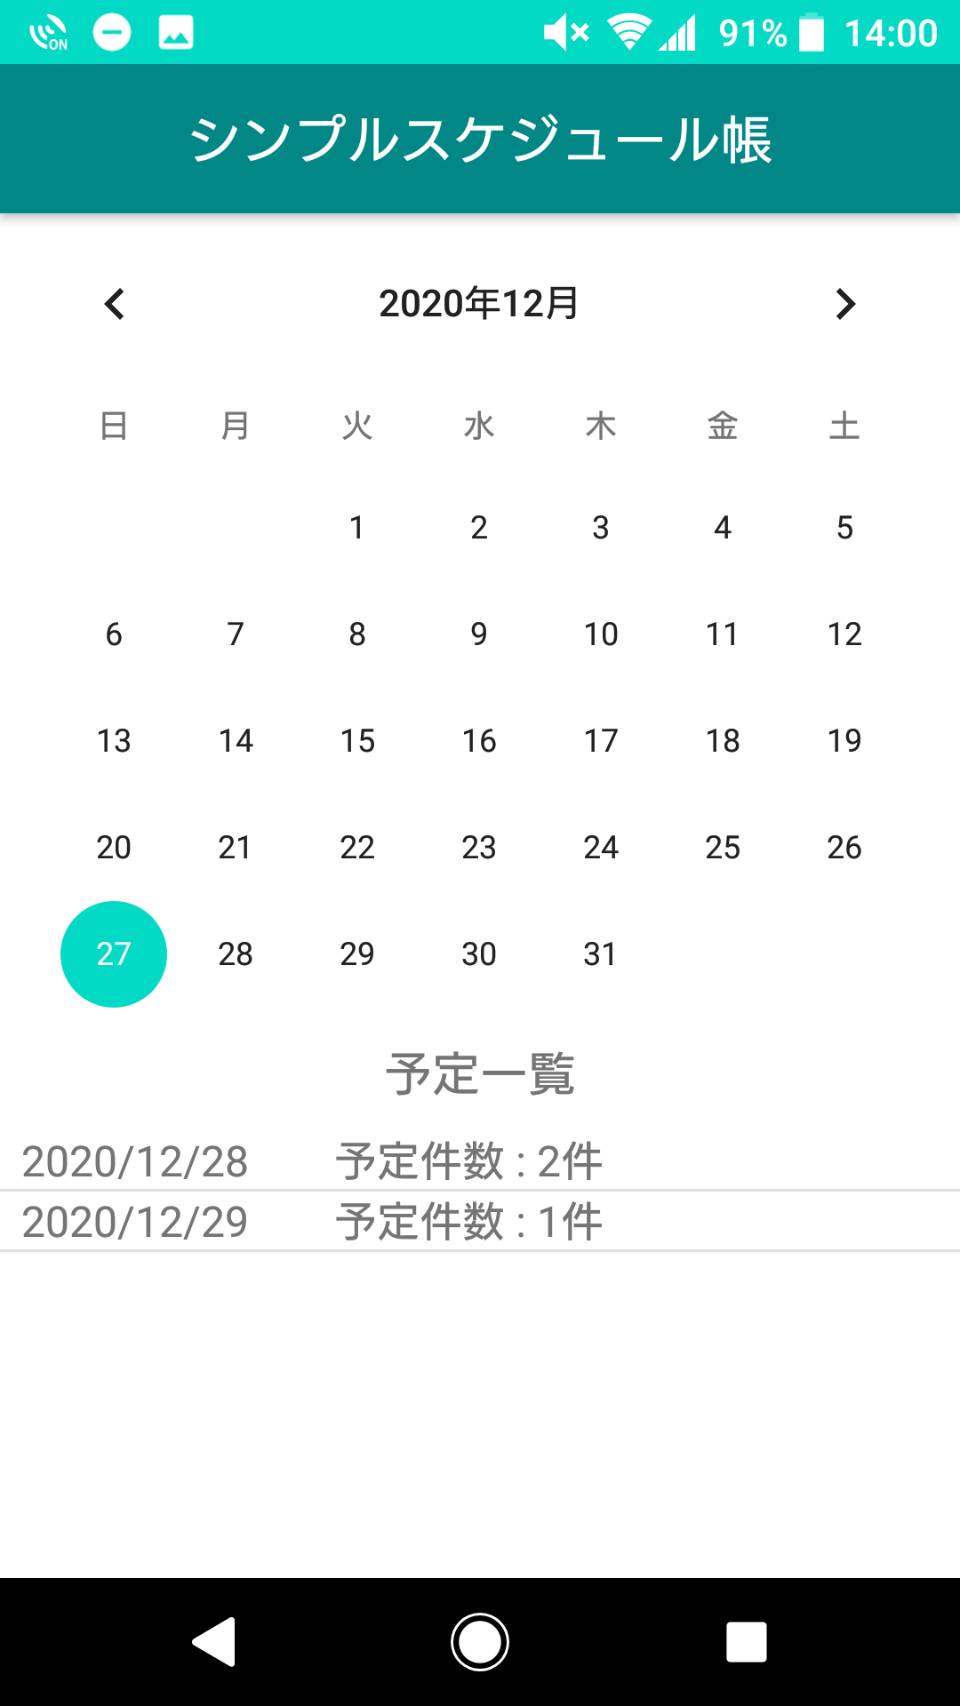 ON 91% 14:00
シンプルスケジュール帳
2020年12月
日 月 火 水 木 金 土
1 2 3 4 5
6 7 8 9 10 11 12
13 14 15 16 17 18 19
20 21 22 23 24 25 26
27 28 29 30 31
予定一覧
2020/12/28 予定件数 : 2件
2020/12/29 予定件数 : 1件